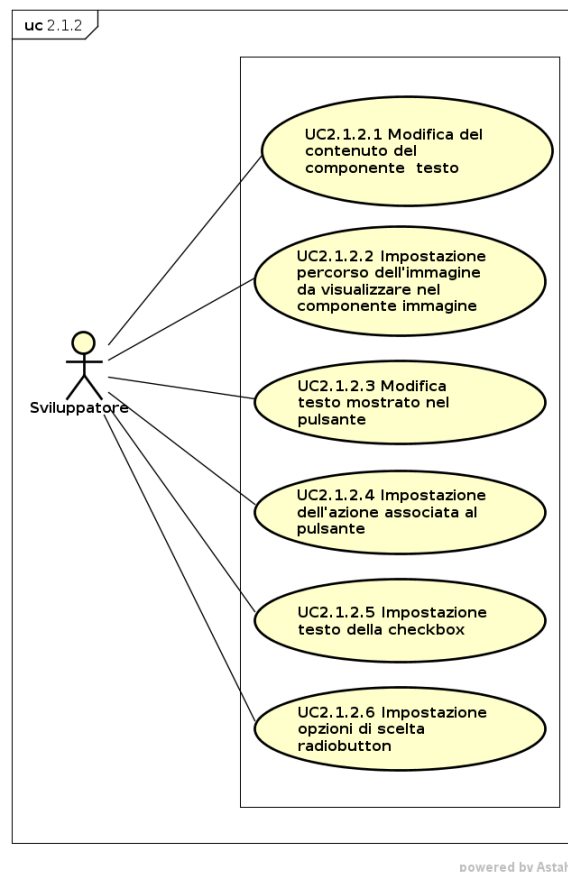 uc 2.1.2
UC2.1.2.1 Modifica del
contenuto del
componente testo
UC2.1.2.2 Impostazione
percorso dell'immagine
da visualizzare nel
componente immagine
UC2.1.2.3 Modifica
testo mostrato nel
pulsante
Sviluppatore
UC2.1.2.4 Impostazione
dell'azione associata al
pulsante
UC2.1.2.5 Impostazione
testo della checkbox
UC2.1.2.6 Impostazione
opzioni di scelta
radiobutton
powered by Astah